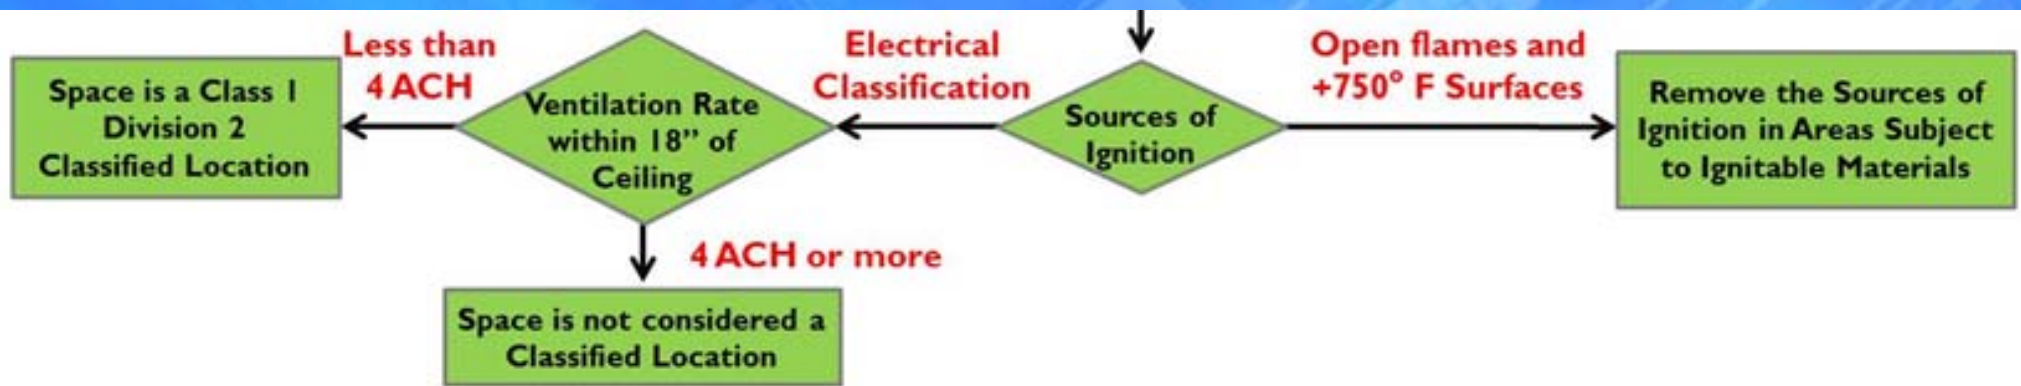 Space is a Class I
Division 2
Classified Location
Less than
4 ACH
Ventilation Rate
within 18” of
Ceiling
Electrical
Classification
Sources of
Ignition
Open flames and
+750° F Surfaces
Remove the Sources of
Ignition in Areas Subject
to Ignitable Materials
4 ACH or more
Space is not considered a
Classified Location